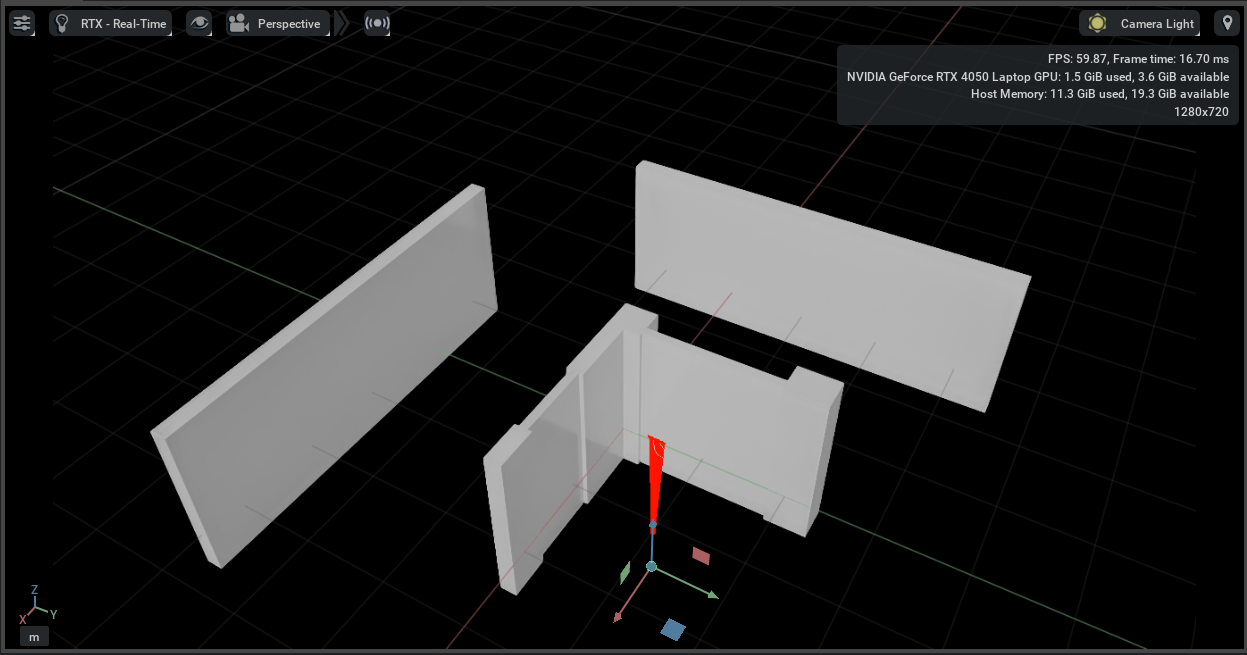 RTX - Real-Time
Perspective
Camera Light
FPS: 59.87, Frame time: 16.70 ms
NVIDIA GeForce RTX 4050 Laptop GPU: 1.5 GiB used, 3.6 GiB available
Host Memory: 11.3 GiB used, 19.3 GiB available
1280x720
Z
X
Y
m